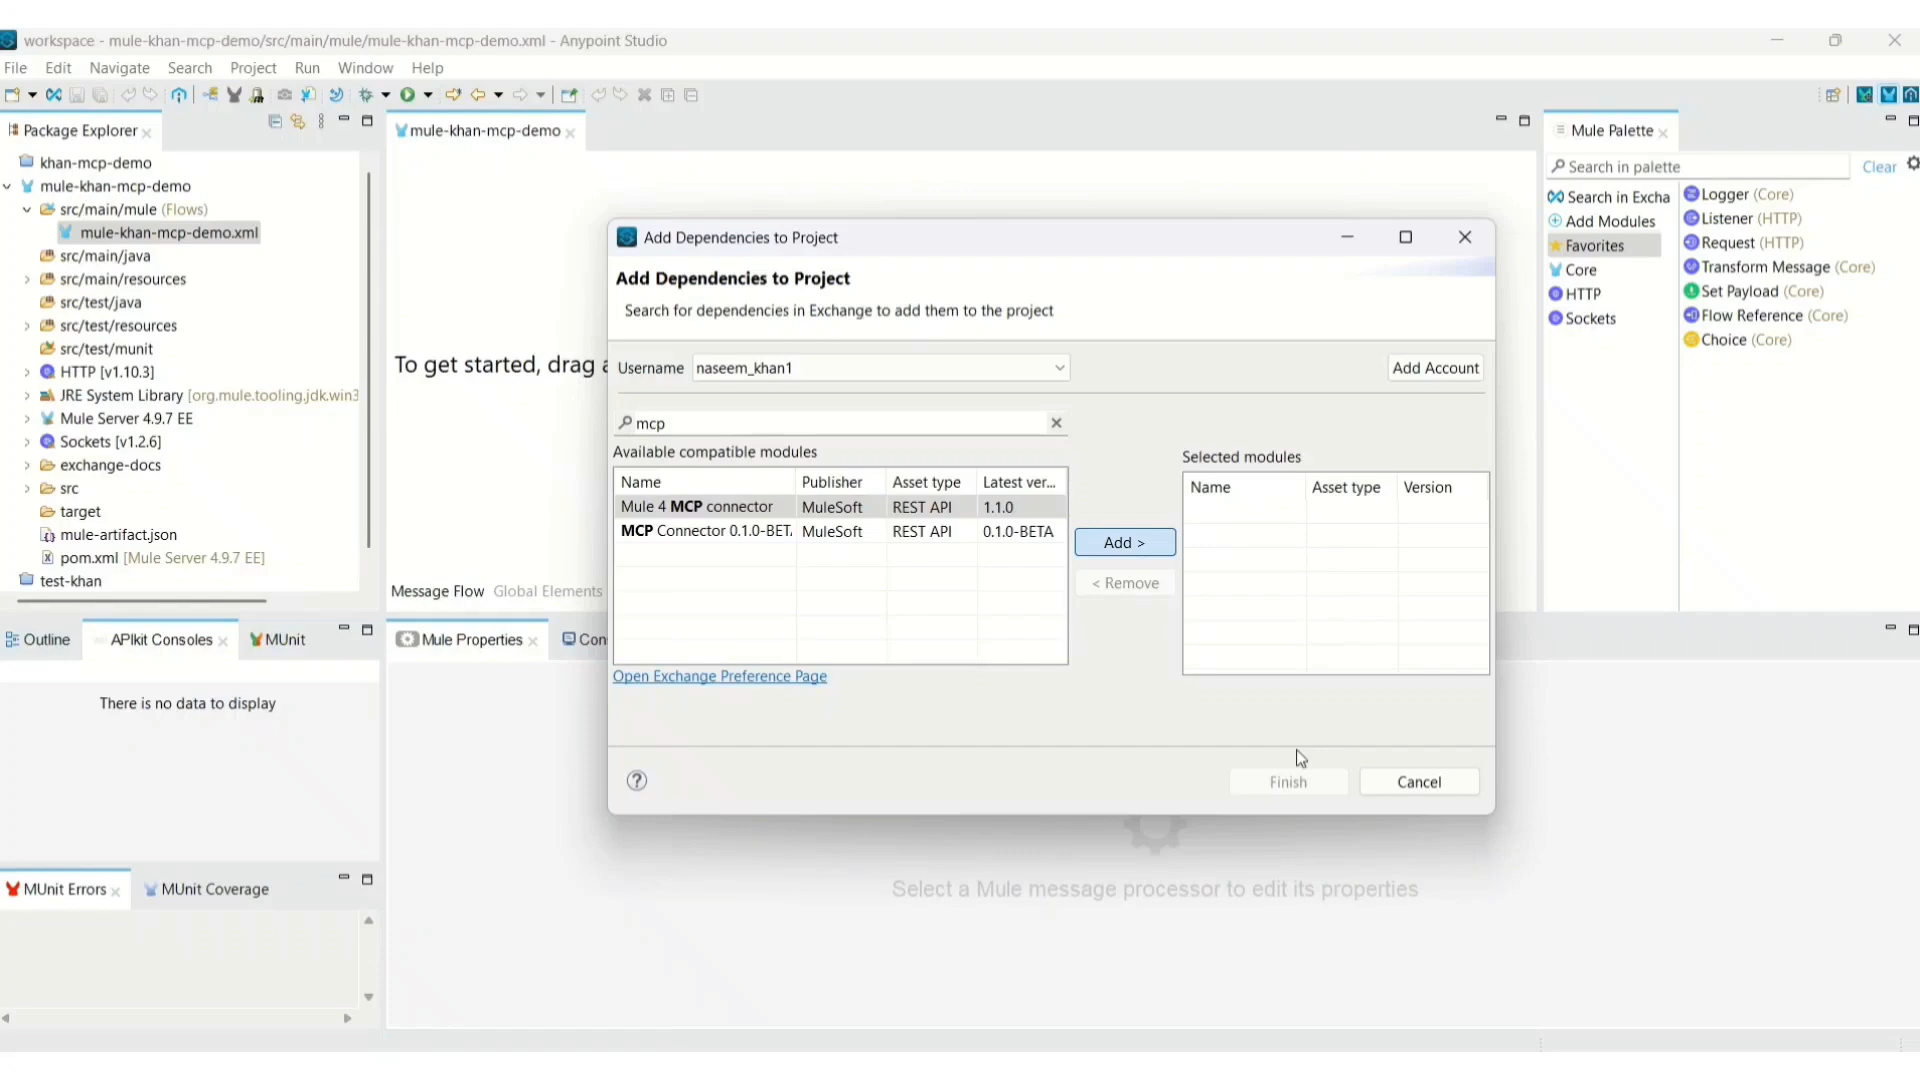 workspace - mule-khan-mcp-demo/src/main/mule/mule-khan-mcp-demo.xml - Anypoint Studio
File Edit Navigate Search Project Run Window Help
Package Explorer
khan-mcp-demo
mule-khan-mcp-demo
src/main/mule (Flows)
mule-khan-mcp-demo.xml
src/main/java
src/main/resources
src/test/java
src/test/resources
src/test/munit
HTTP [v1.10.3]
JRE System Library [org.mule.tooling.jdk.win3
Mule Server 4.9.7 EE
Sockets [v1.2.6]
exchange-docs
src
target
mule-artifact.json
pom.xml [Mule Server 4.9.7 EE]
test-khan
mule-khan-mcp-demo
To get started, drag a
Message Flow Global Elements
Add Dependencies to Project
Add Dependencies to Project
Search for dependencies in Exchange to add them to the project
Username naseem_khan1 Add Account
mcp
Available compatible modules
Name Publisher Asset type Latest ver...
Mule 4 MCP connector MuleSoft REST API 1.1.0
MCP Connector 0.1.0-BET. MuleSoft REST API 0.1.0-BETA
Open Exchange Preference Page
Add >
< Remove
Selected modules
Name Asset type Version
?
Finish Cancel
Mule Palette
Search in palette Clear
Search in Excha
Add Modules
Favorites
Core
HTTP
Sockets
Logger (Core)
Listener (HTTP)
Request (HTTP)
Transform Message (Core)
Set Payload (Core)
Flow Reference (Core)
Choice (Core)
Outline APIkit Consoles MUnit
There is no data to display
MUnit Errors MUnit Coverage
Mule Properties Con
Select a Mule message processor to edit its properties